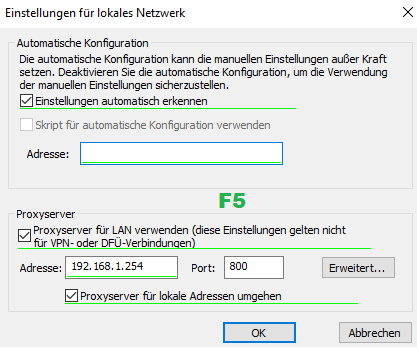 Einstellungen für lokales Netzwerk
Automatische Konfiguration
Die automatische Konfiguration kann die manuellen Einstellungen außer Kraft
setzen. Deaktivieren Sie die automatische Konfiguration, um die Verwendung
der manuellen Einstellungen sicherzustellen.
Einstellungen automatisch erkennen
Skript für automatische Konfiguration verwenden
Adresse:
F5
Proxyserver
Proxyserver für LAN verwenden (diese Einstellungen gelten nicht
für VPN- oder DFÜ-Verbindungen)
Adresse: 192.168.1.254 Port: 800 Erweitert...
Proxyserver für lokale Adressen umgehen
OK Abbrechen